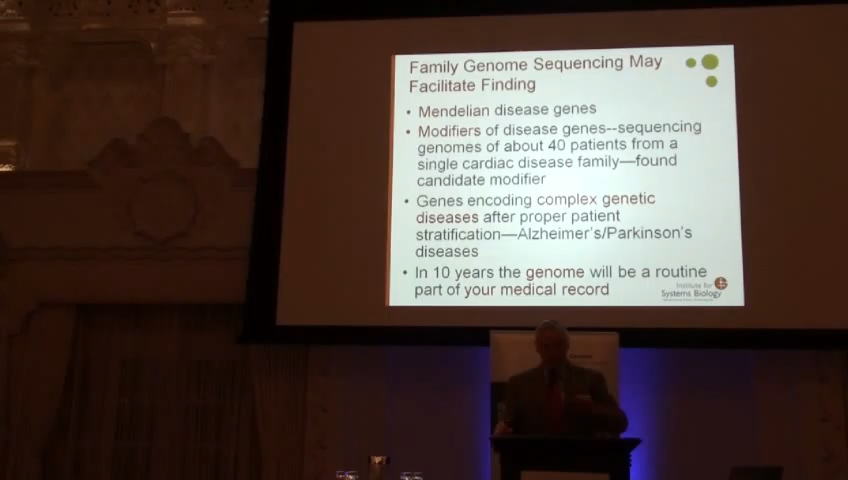 Family Genome Sequencing May
Facilitate Finding
• Mendelian disease genes
• Modifiers of disease genes--sequencing
genomes of about 40 patients from a
single cardiac disease family—found
candidate modifier
• Genes encoding complex genetic
diseases after proper patient
stratification—Alzheimer's/Parkinson's
diseases
• In 10 years the genome will be a routine
part of your medical record
Institute for
Systems Biology